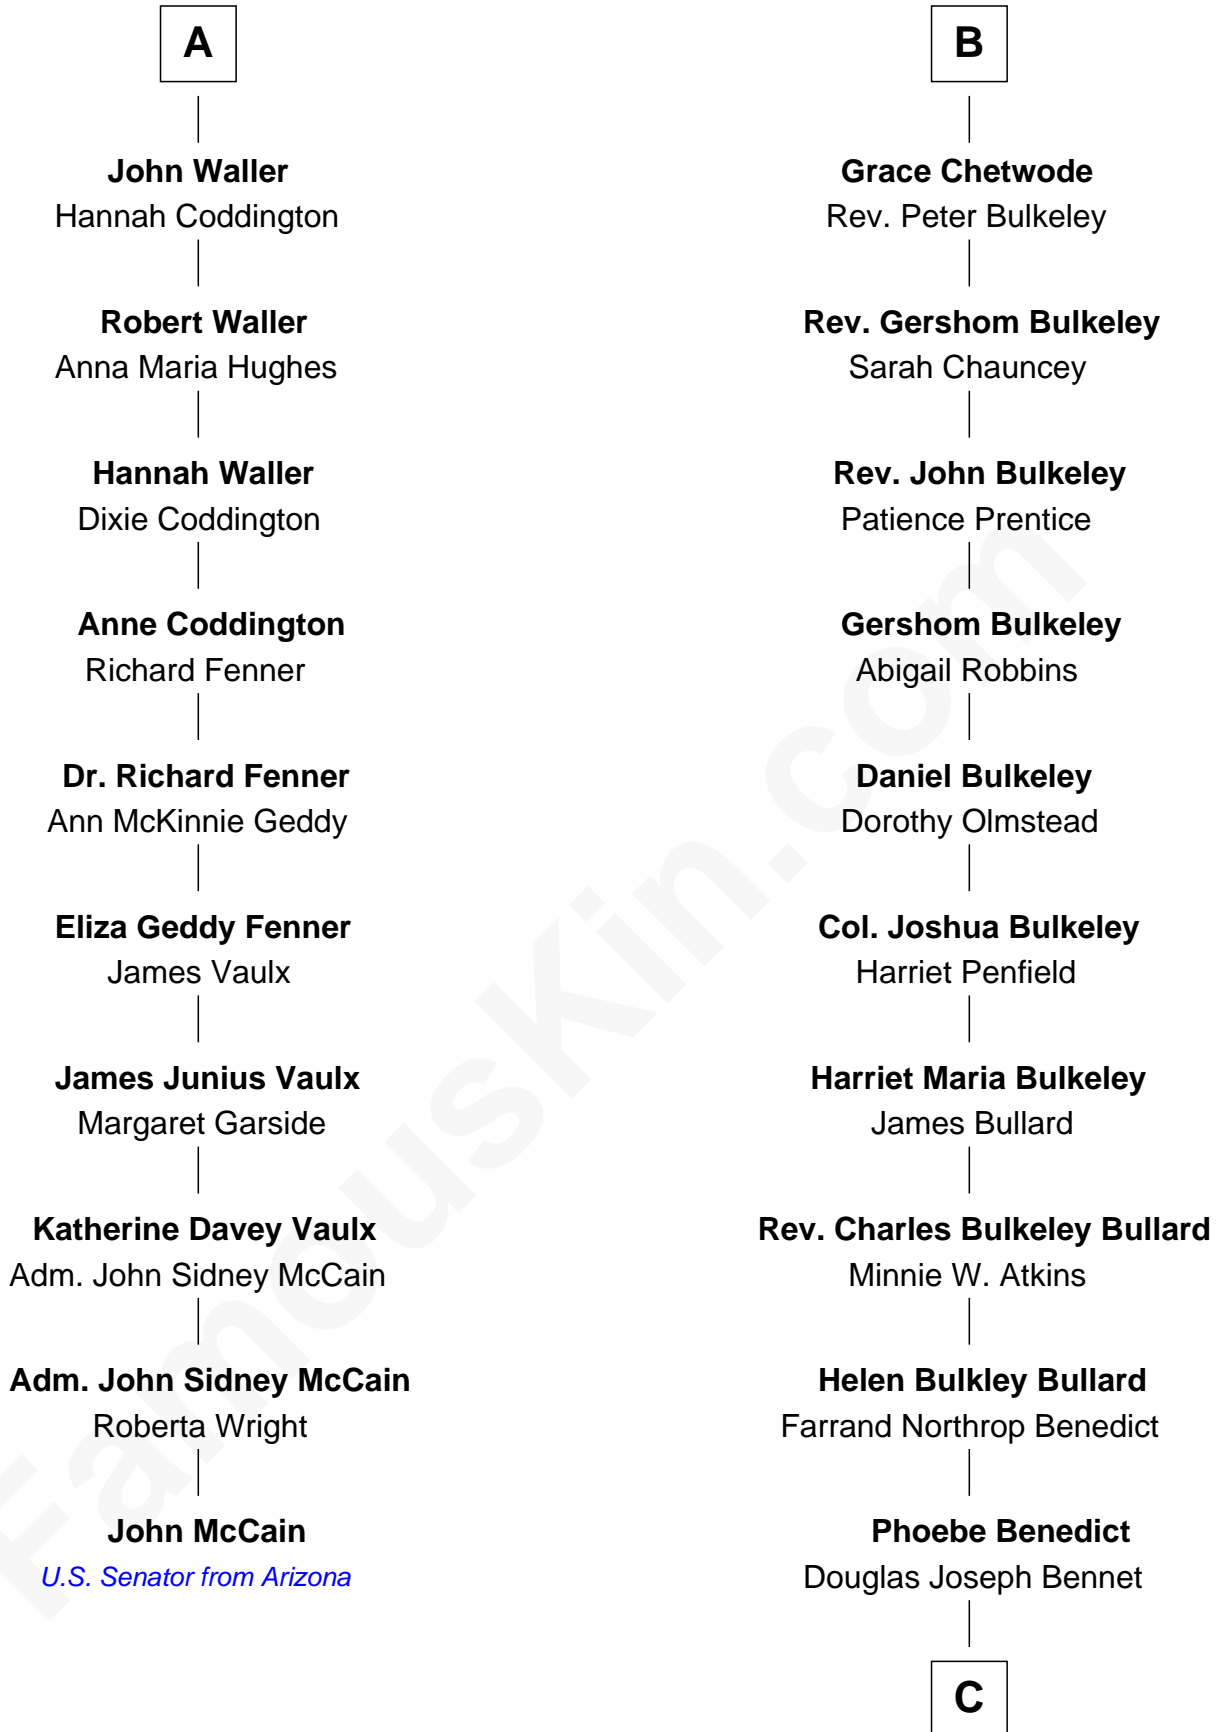 A
John Waller
Hannah Coddington
Robert Waller
Anna Maria Hughes
Hannah Waller
Dixie Coddington
Anne Coddington
Richard Fenner
Dr. Richard Fenner
Ann McKinnie Geddy
Eliza Geddy Fenner
James Vaulx
James Junius Vaulx
Margaret Garside
Katherine Davey Vaulx
Adm. John Sidney McCain
Adm. John Sidney McCain
Roberta Wright
John McCain
U.S. Senator from Arizona
B
Grace Chetwode
Rev. Peter Bulkeley
Rev. Gershom Bulkeley
Sarah Chauncey
Rev. John Bulkeley
Patience Prentice
Gershom Bulkeley
Abigail Robbins
Daniel Bulkeley
Dorothy Olmstead
Col. Joshua Bulkeley
Harriet Penfield
Harriet Maria Bulkeley
James Bullard
Rev. Charles Bulkeley Bullard
Minnie W. Atkins
Helen Bulkley Bullard
Farrand Northrop Benedict
Phoebe Benedict
Douglas Joseph Bennet
C
FamousKin.com